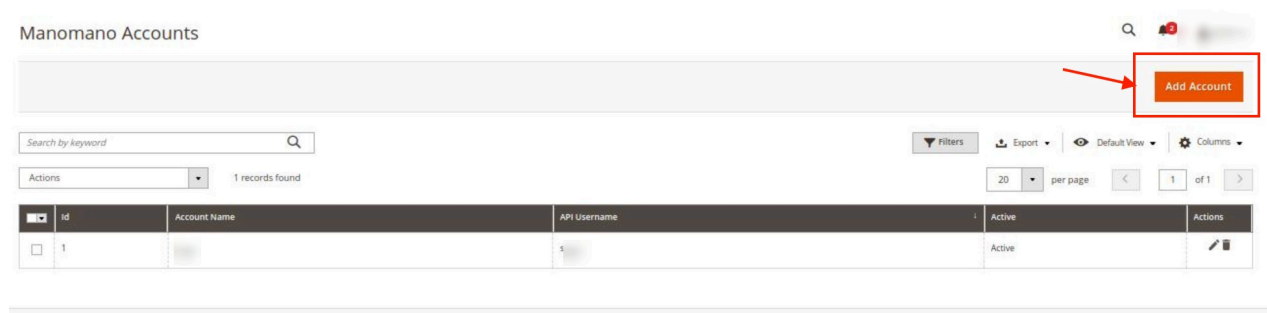 Manomano Accounts
2
Add Account
Search by keyword
Filters
Export
Default View
Columns
Actions
1 records found
20
per page
1
of 1
Id
Account Name
API Username
Active
Actions
1
s
Active